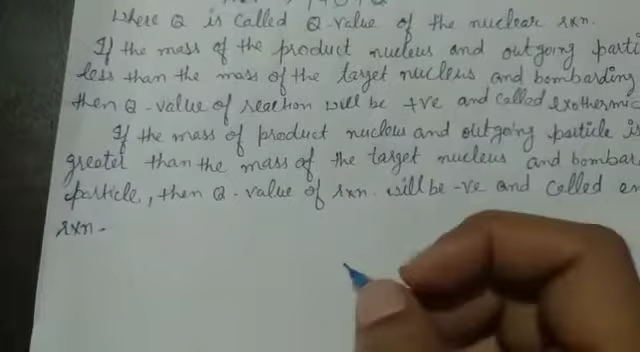 where Q is called Q value of the nuclear rxn.
If the mass of the product nucleus and outgoing parti
less than the mass of the target nucleus and bombarding
then Q-value of reaction will be +ve and called exothermic
If the mass of product nucleus and outgoing particle is
greater than the mass of the target nucleus and bombar
particle, then Q-value of rxn. will be -ve and called en
rxn-